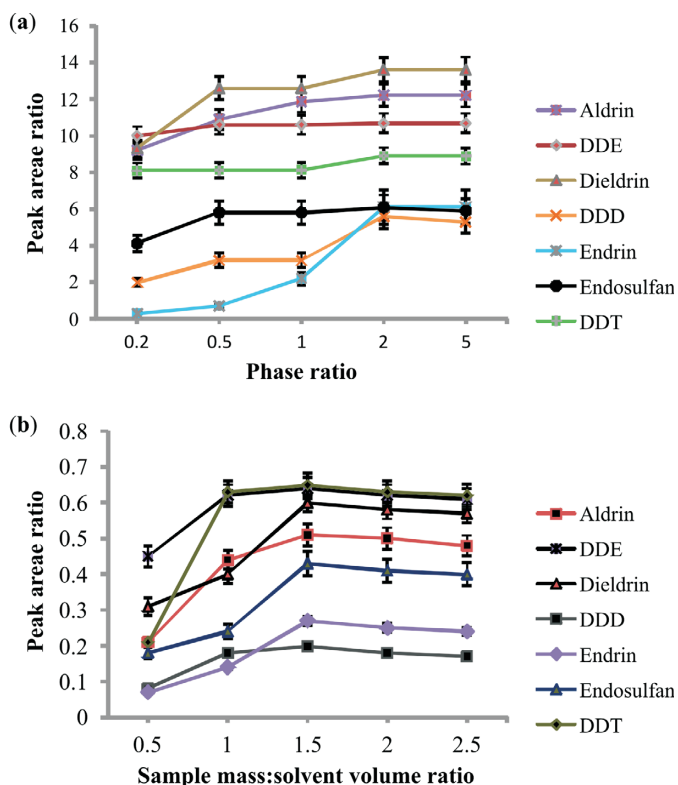 (a)
16
14
12
10
8
6
4
2
0
Peak areae ratio
0.2 0.5 1 2 5
Phase ratio
Aldrin
DDE
Dieldrin
DDD
Endrin
Endosulfan
DDT
(b)
0.8
0.7
0.6
0.5
0.4
0.3
0.2
0.1
0
Peak areae ratio
0.5 1 1.5 2 2.5
Sample mass:solvent volume ratio
Aldrin
DDE
Dieldrin
DDD
Endrin
Endosulfan
DDT